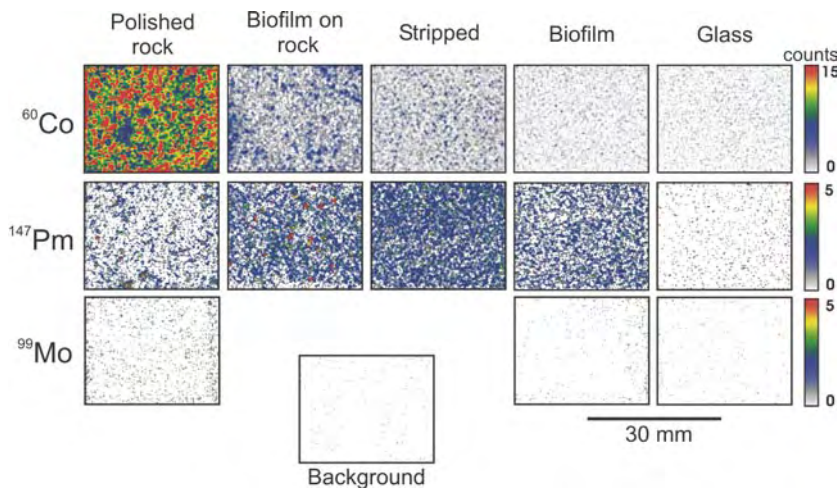 Polished
rock
Biofilm on
rock
Stripped
Biofilm
Glass
counts
⁶⁰Co
15
0
¹⁴⁷Pm
5
0
⁹⁹Mo
5
0
30 mm
Background